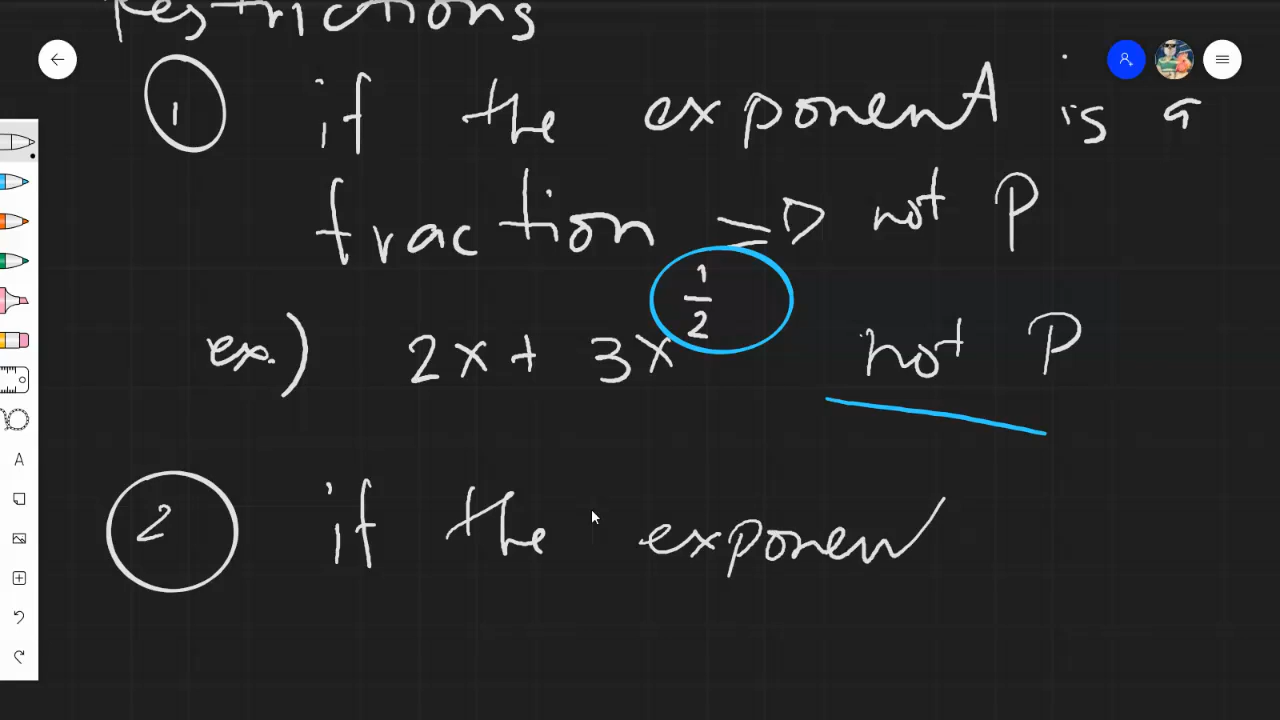 Restrictions
1 if the exponent is a
fraction => not P
ex.) 2x + 3x^1/2 not P
2 if the exponen
A